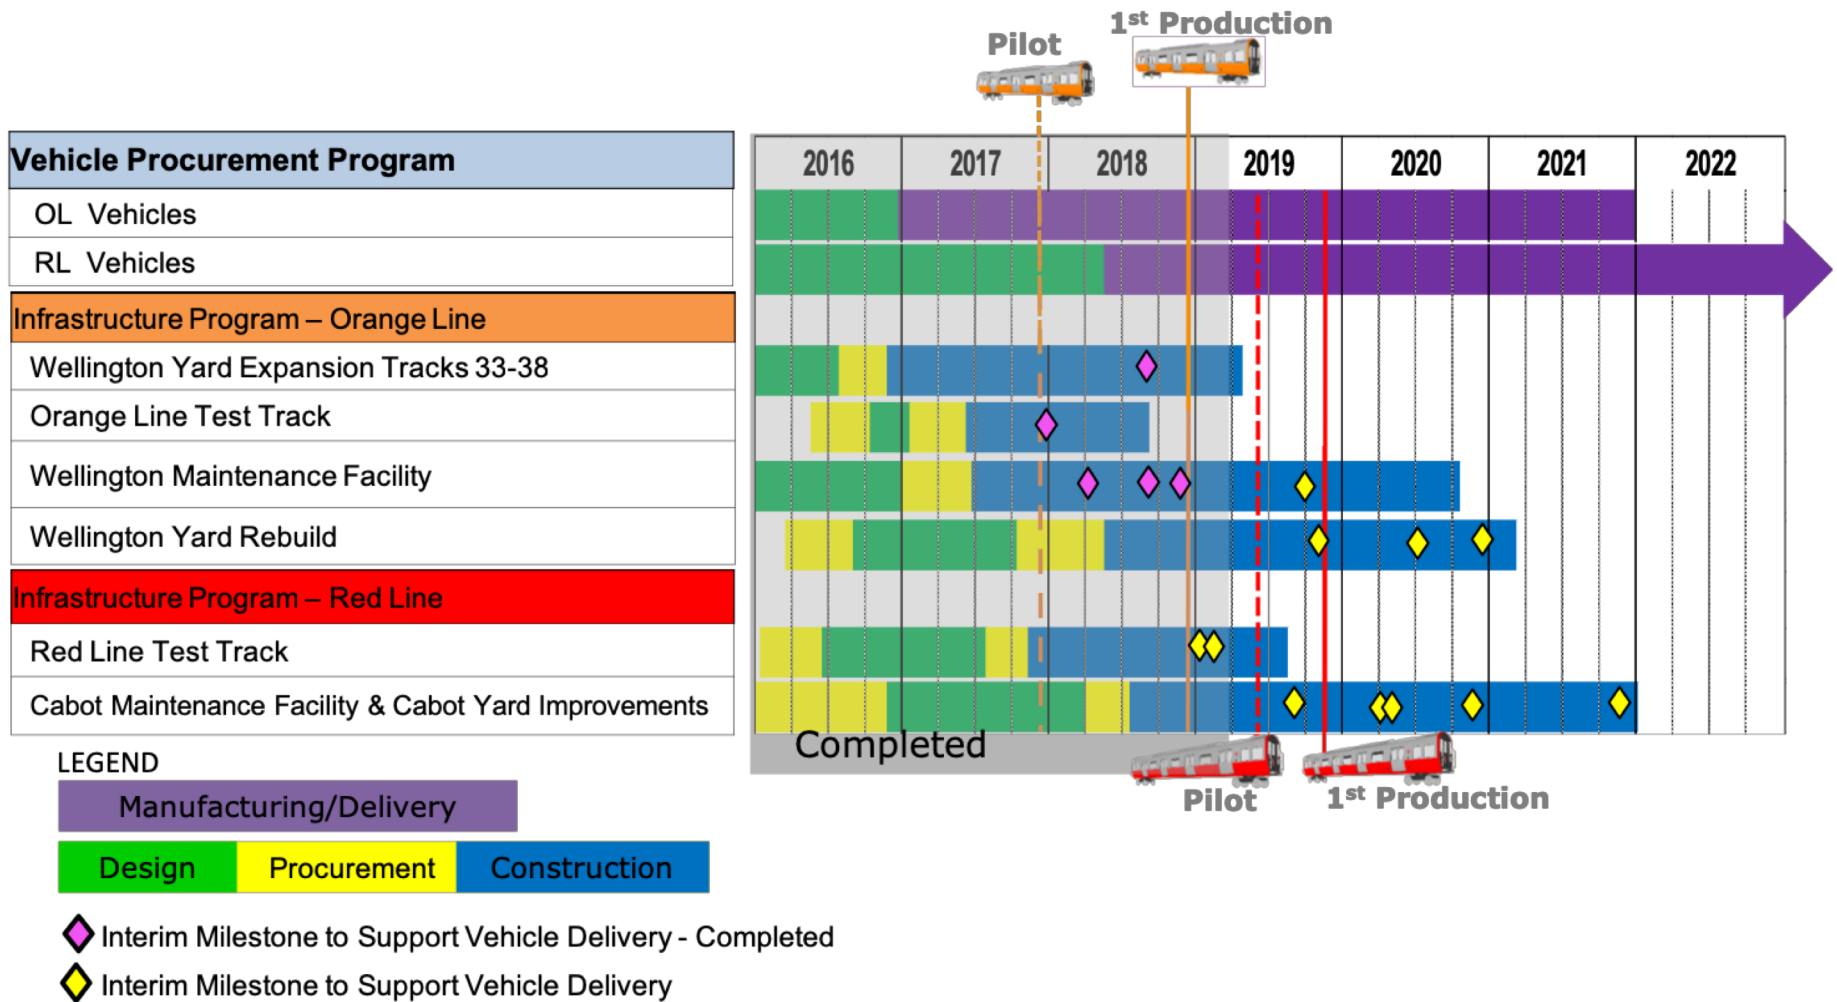 1st Production
Pilot
Vehicle Procurement Program
2016 2017 2018 2019 2020 2021 2022
OL Vehicles
RL Vehicles
Infrastructure Program – Orange Line
Wellington Yard Expansion Tracks 33-38
Orange Line Test Track
Wellington Maintenance Facility
Wellington Yard Rebuild
Infrastructure Program – Red Line
Red Line Test Track
Cabot Maintenance Facility & Cabot Yard Improvements
Completed
Pilot
1st Production
LEGEND
Manufacturing/Delivery
Design Procurement Construction
Interim Milestone to Support Vehicle Delivery - Completed
Interim Milestone to Support Vehicle Delivery